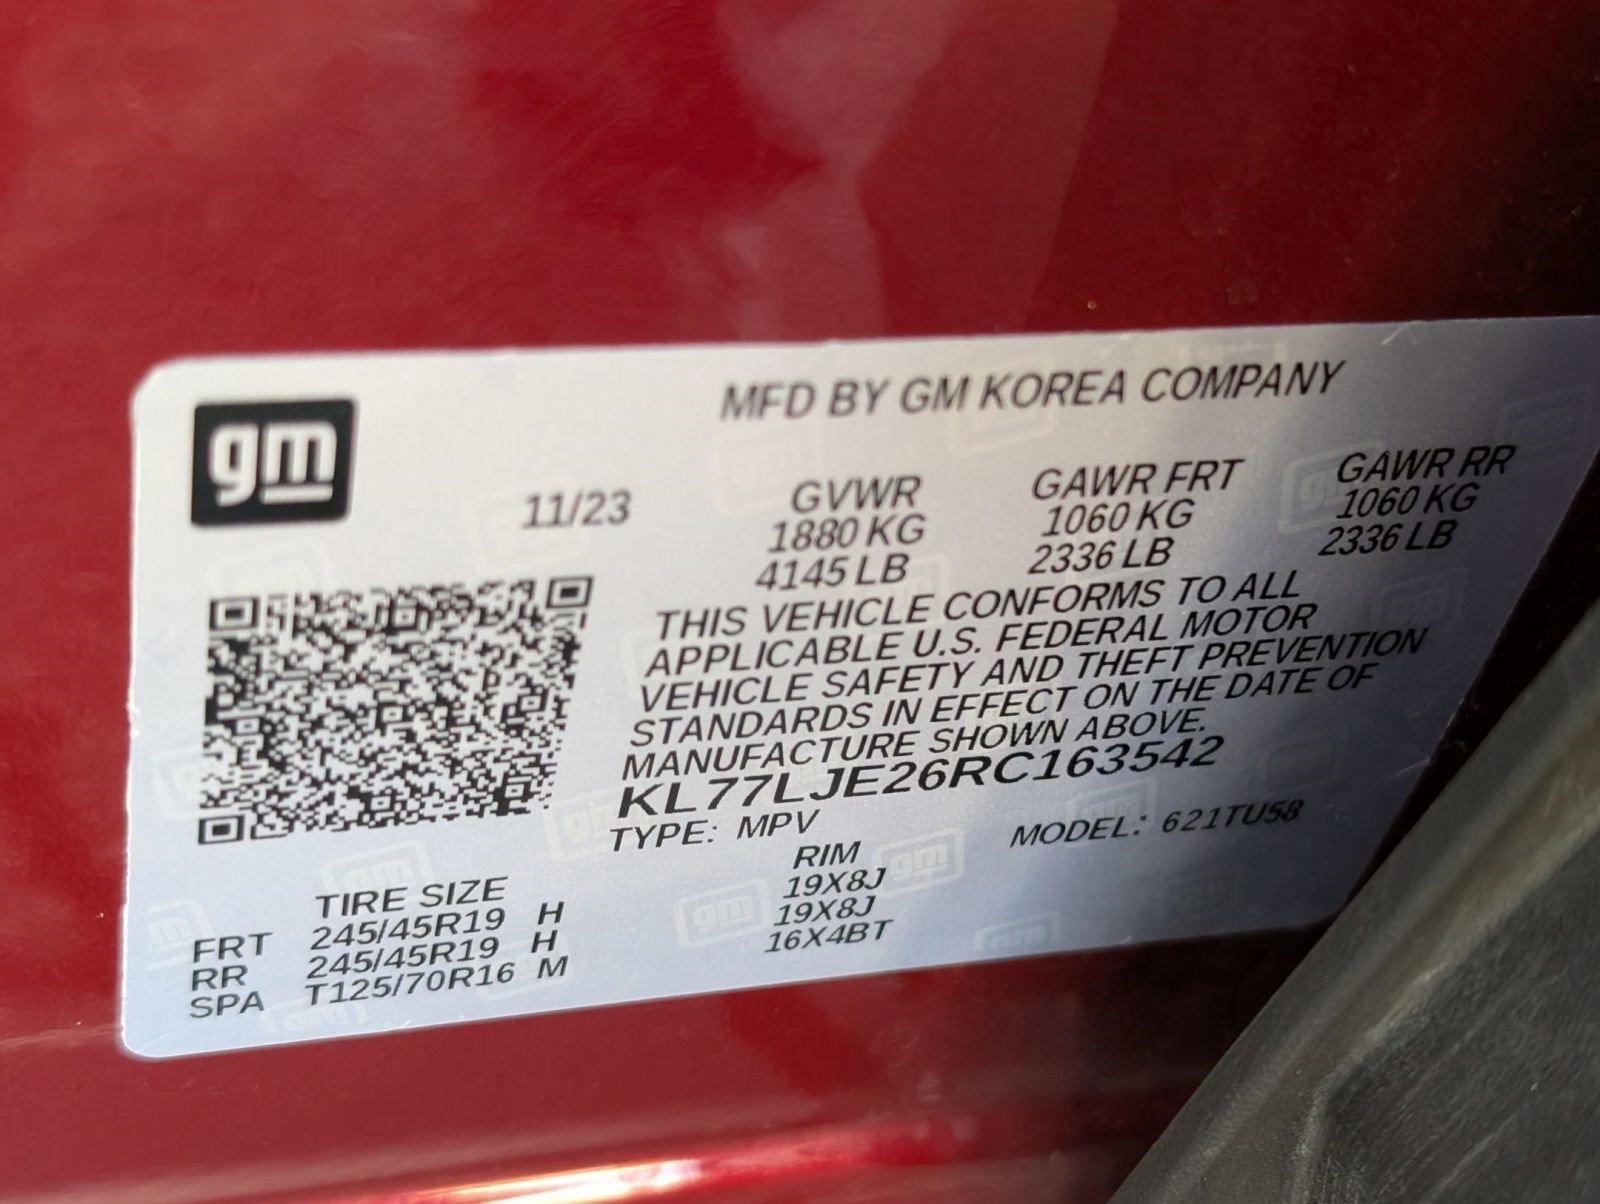 gm
MFD BY GM KOREA COMPANY
11/23
GVWR GAWR FRT GAWR RR
1880 KG 1060 KG 1060 KG
4145 LB 2336 LB 2336 LB
THIS VEHICLE CONFORMS TO ALL
APPLICABLE U.S. FEDERAL MOTOR
VEHICLE SAFETY AND THEFT PREVENTION
STANDARDS IN EFFECT ON THE DATE OF
MANUFACTURE SHOWN ABOVE.
KL77LJE26RC163542
TYPE: MPV MODEL: 621TU58
TIRE SIZE RIM
FRT 245/45R19 H 19X8J
RR 245/45R19 H 19X8J
SPA T125/70R16 M 16X4BT